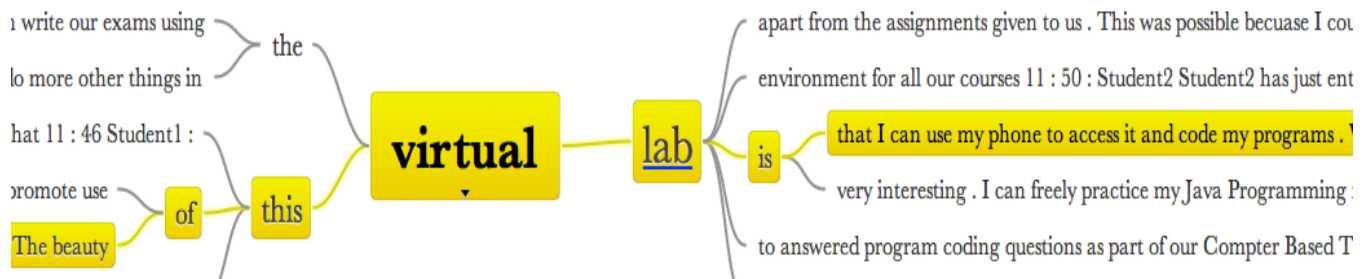 write our exams using
the
do more other things in
hat 11 : 46 Student1 :
promote use
of
this
The beauty
virtual
lab
is
apart from the assignments given to us . This was possible becuase I cou
environment for all our courses 11 : 50 : Student2 Student2 has just ent
that I can use my phone to access it and code my programs .
very interesting . I can freely practice my Java Programming
to answered program coding questions as part of our Compter Based T